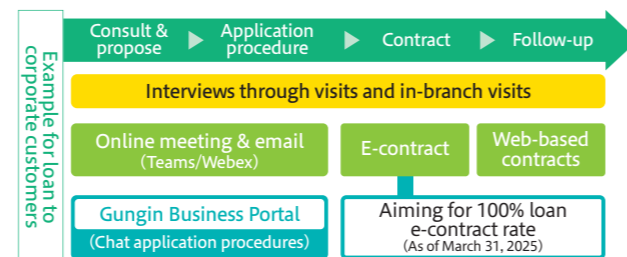 Example for loan to
corporate customers
Consult &
propose
Application
procedure
Contract
Follow-up
Interviews through visits and in-branch visits
Online meeting & email
(Teams/Webex)
E-contract
Web-based
contracts
Gungin Business Portal
(Chat application procedures)
Aiming for 100% loan
e-contract rate
(As of March 31, 2025)